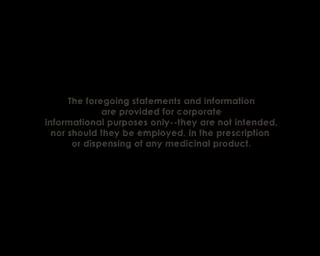 The foregoing statements and information
are provided for corporate
informational purposes only--they are not intended,
nor should they be employed, in the prescription
or dispensing of any medicinal product.